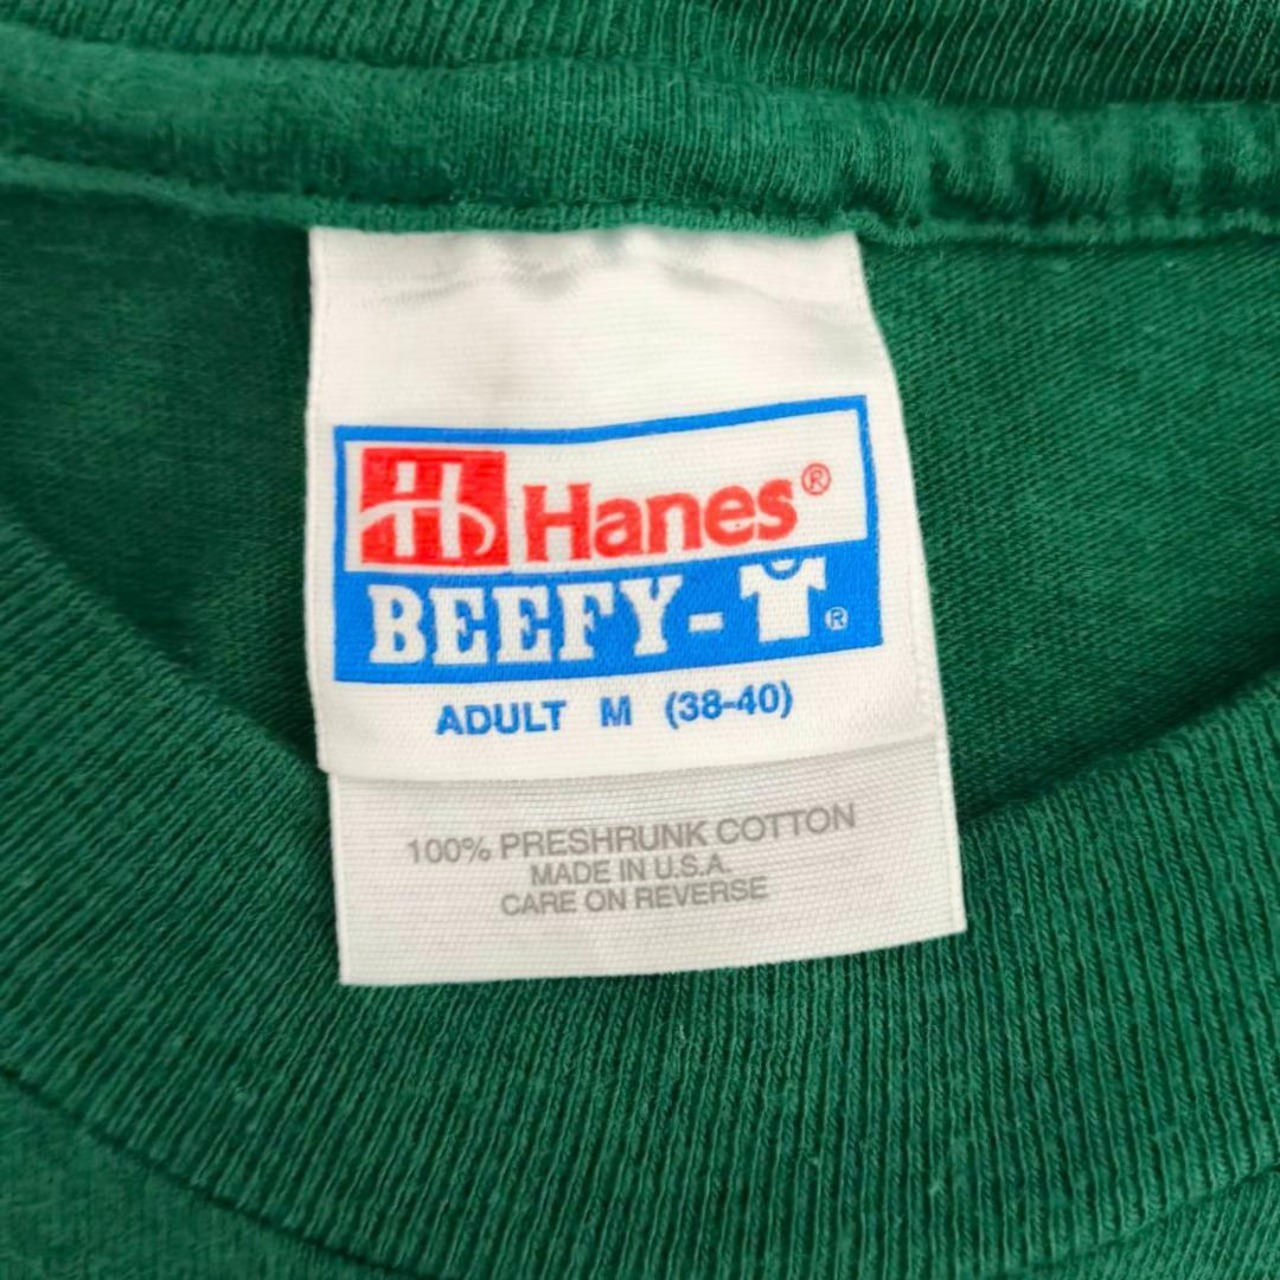 H Hanes®
BEEFY-T®
ADULT M (38-40)
100% PRESHRUNK COTTON
MADE IN U.S.A.
CARE ON REVERSE